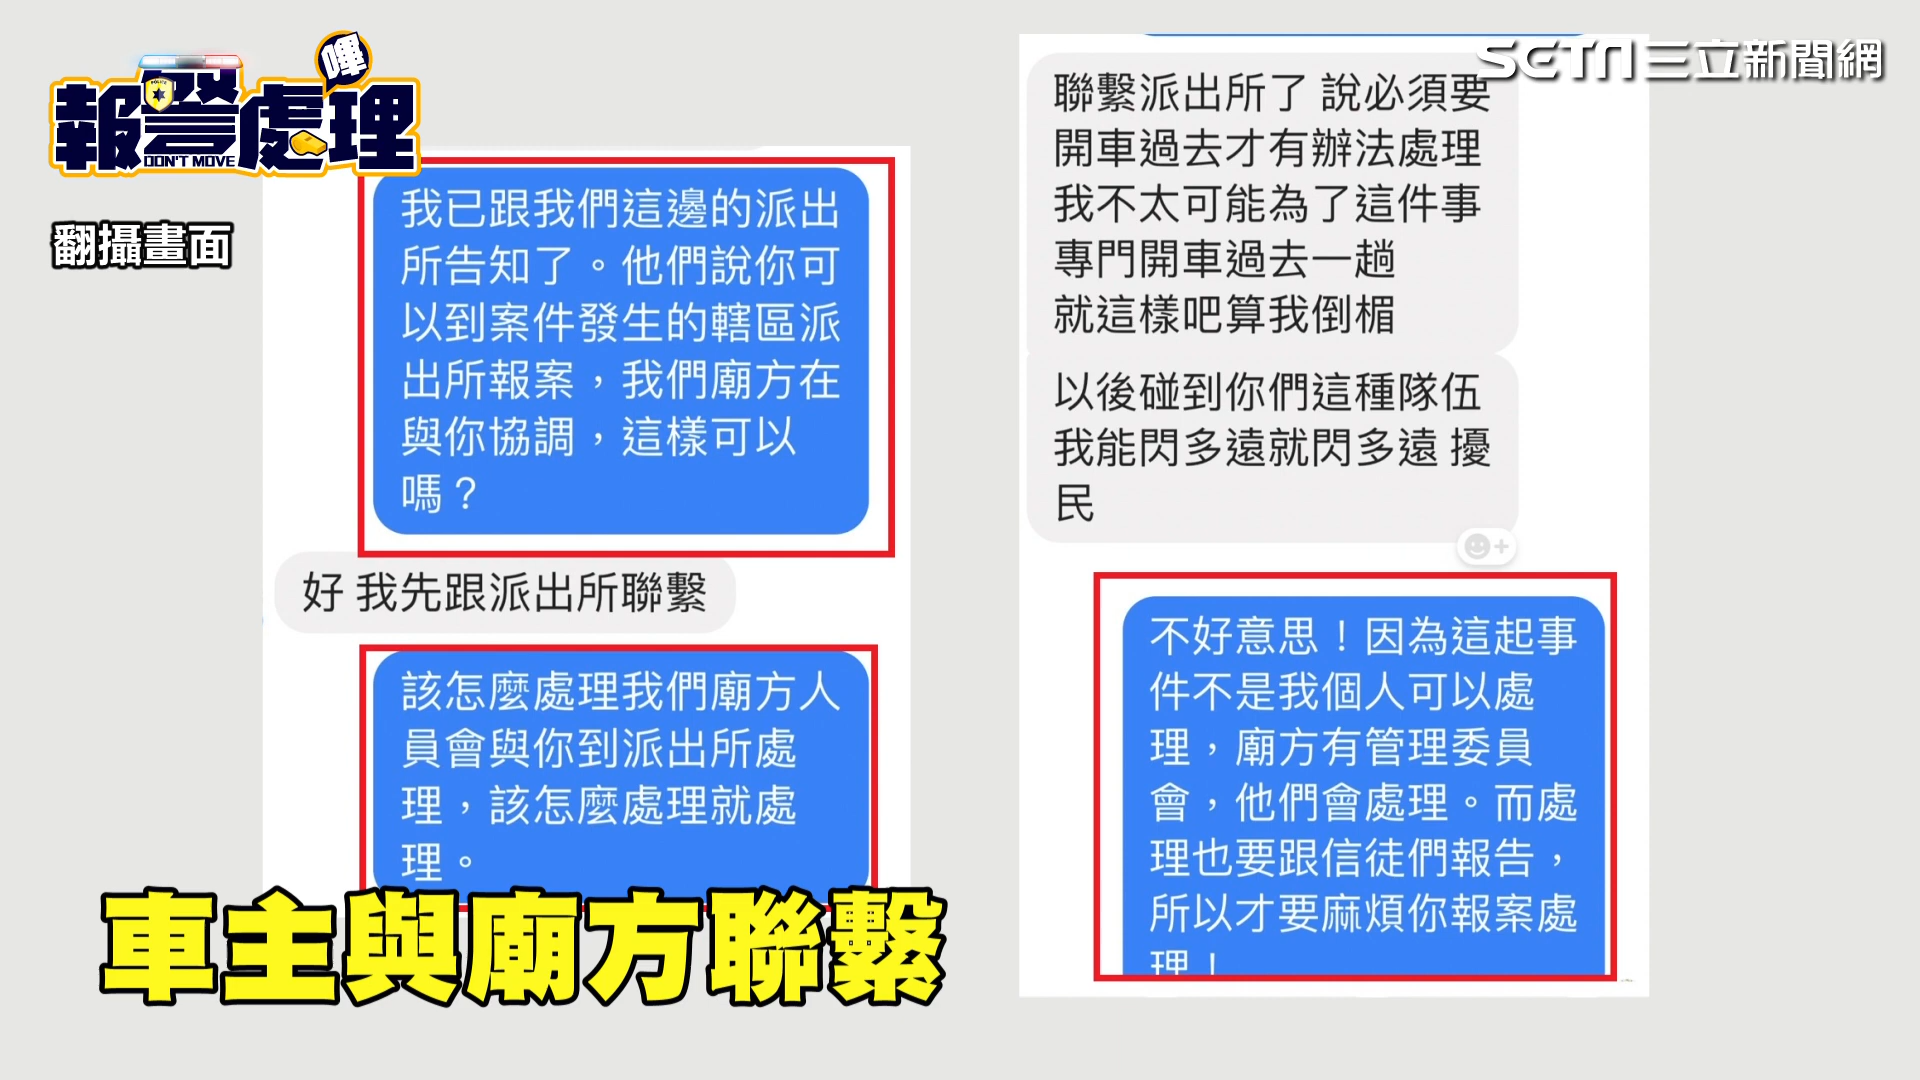 嗶
報警處理
POLICE
DON'T MOVE
翻攝畫面
SETN三立新聞網
我已跟我們這邊的派出
所告知了。他們說你可
以到案件發生的轄區派
出所報案，我們廟方在
與你協調，這樣可以
嗎？
好 我先跟派出所聯繫
該怎麼處理我們廟方人
員會與你到派出所處
理，該怎麼處理就處
理。
聯繫派出所了 說必須要
開車過去才有辦法處理
我不太可能為了這件事
專門開車過去一趟
就這樣吧算我倒楣
以後碰到你們這種隊伍
我能閃多遠就閃多遠 擾
民
不好意思！因為這起事
件不是我個人可以處
理，廟方有管理委員
會，他們會處理。而處
理也要跟信徒們報告，
所以才要麻煩你報案處
理！
車主與廟方聯繫